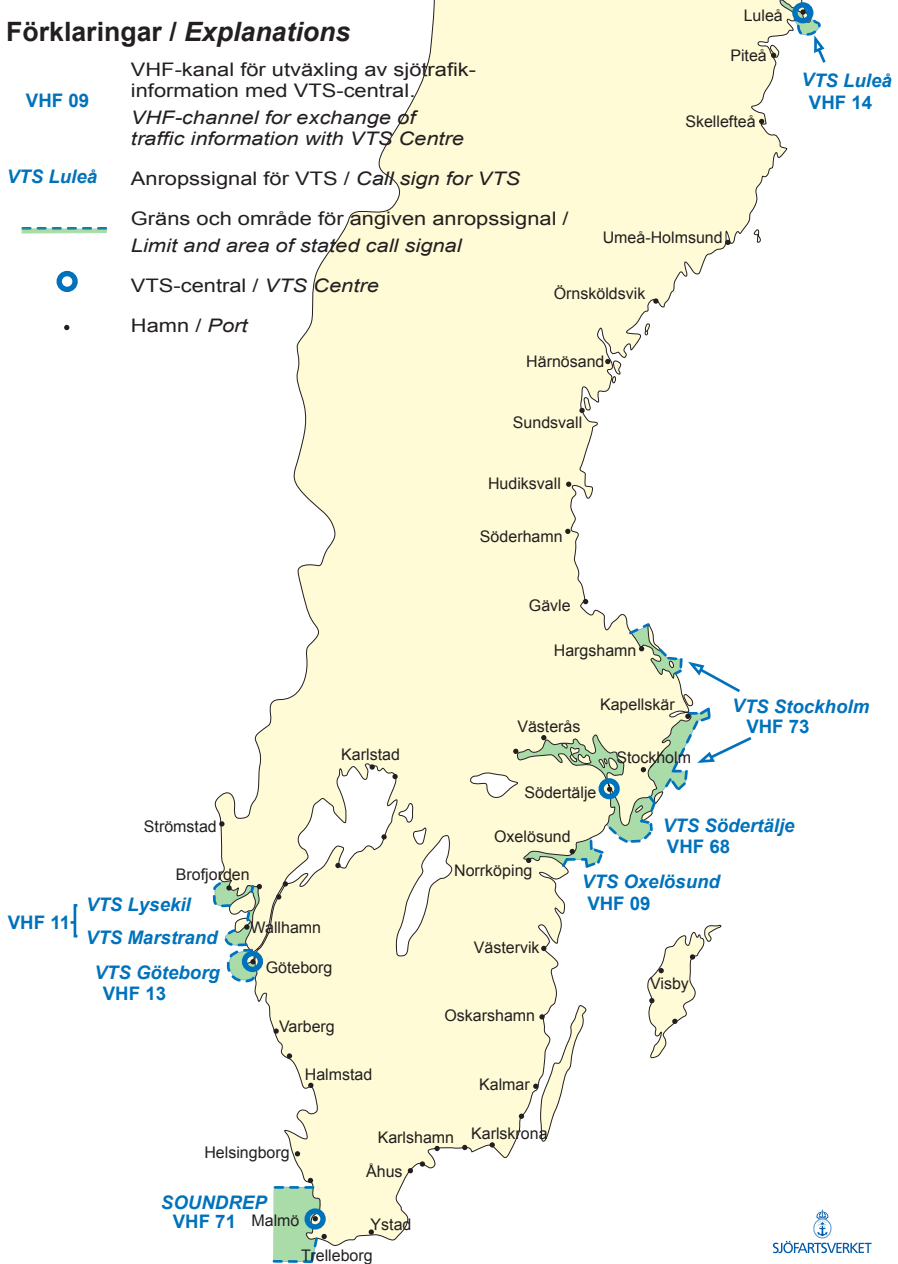 Förklaringar / Explanations
VHF 09
VHF-kanal för utväxling av sjötrafik-
information med VTS-central.
VHF-channel for exchange of
traffic information with VTS Centre
VTS Luleå
Anropssignal för VTS / Call sign for VTS
Gräns och område för angiven anropssignal /
Limit and area of stated call signal
VTS-central / VTS Centre
Hamn / Port
Luleå
Piteå
VTS Luleå
VHF 14
Skellefteå
Umeå-Holmsund
Örnsköldsvik
Härnösand
Sundsvall
Hudiksvall
Söderhamn
Gävle
Hargshamn
Kapellskär
VTS Stockholm
VHF 73
Västerås
Stockholm
Karlstad
Södertälje
VTS Södertälje
VHF 68
Strömstad
Oxelösund
Norrköping
VTS Oxelösund
VHF 09
Brofjorden
VHF 11
VTS Lysekil
VTS Marstrand
Wallhamn
VTS Göteborg
VHF 13
Göteborg
Västervik
Visby
Oskarshamn
Varberg
Halmstad
Kalmar
Karlshamn
Karlskrona
Helsingborg
Åhus
SOUNDREP
VHF 71
Malmö
Ystad
Trelleborg
SJÖFARTSVERKET